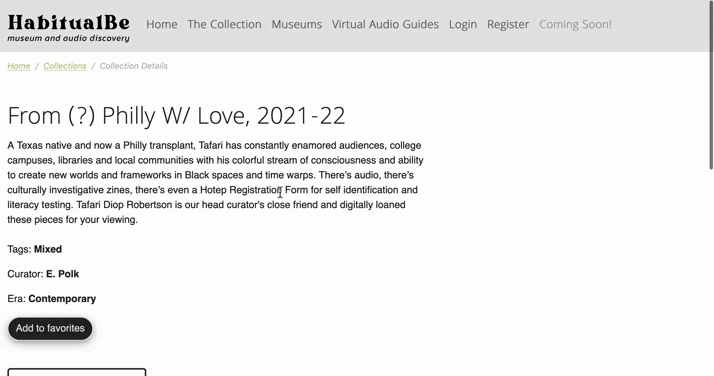 HabitualBe
museum and audio discovery
Home The Collection Museums Virtual Audio Guides Login Register Coming Soon!
Home / Collections / Collection Details
From (?) Philly W/ Love, 2021-22
A Texas native and now a Philly transplant, Tafari has constantly enamored audiences, college
campuses, libraries and local communities with his colorful stream of consciousness and ability
to create new worlds and frameworks in Black spaces and time warps. There's audio, there's
culturally investigative zines, there's even a Hotep Registration Form for self identification and
literacy testing. Tafari Diop Robertson is our head curator's close friend and digitally loaned
these pieces for your viewing.
Tags: Mixed
Curator: E. Polk
Era: Contemporary
Add to favorites